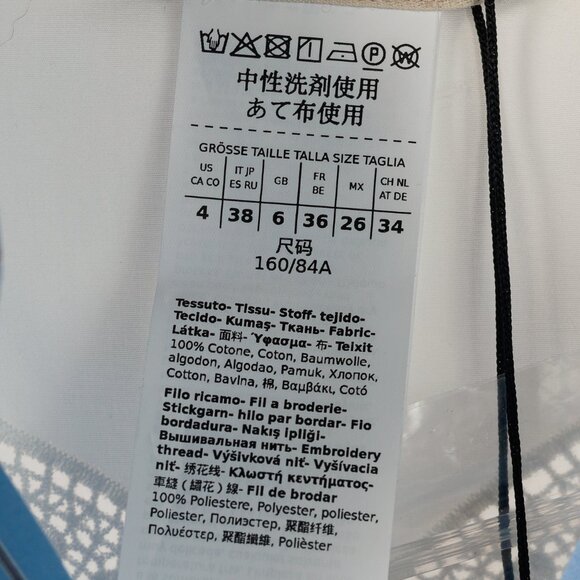 中性洗剤使用
あて布使用
GRÖSSE TAILLE TALLA SIZE TAGLIA
US CA CO | IT JP ES RU | GB | FR BE | MX | CH NL AT DE
4 | 38 | 6 | 36 | 26 | 34
尺码
160/84A
Tessuto- Tissu- Stoff- tejido-
Tecido- Kumaş- Ткань- Fabric-
Látka- 面料- Ύφασμα- 布- Teixit
100% Cotone, Coton, Baumwolle,
algodon, Algodao, Pamuk, Хлопок,
Cotton, Bavlna, 棉, Βαμβάκι, Cotó
Filo ricamo- Fil a broderie-
Stickgarn- hilo par bordar- Fio
bordadura- Nakiş Ipliği-
Вышивальная нить- Embroidery
thread- Výšivková niť- Vyšívacia
niť- 绣花线- Κλωστή κεντήματος-
車縫（繡花）線- Fil de brodar
100% Poliestere, Polyester, poliester,
Poliester, Полиэстер, 聚酯纤维,
Πολυέστερ, 聚酯纖維, Polièster